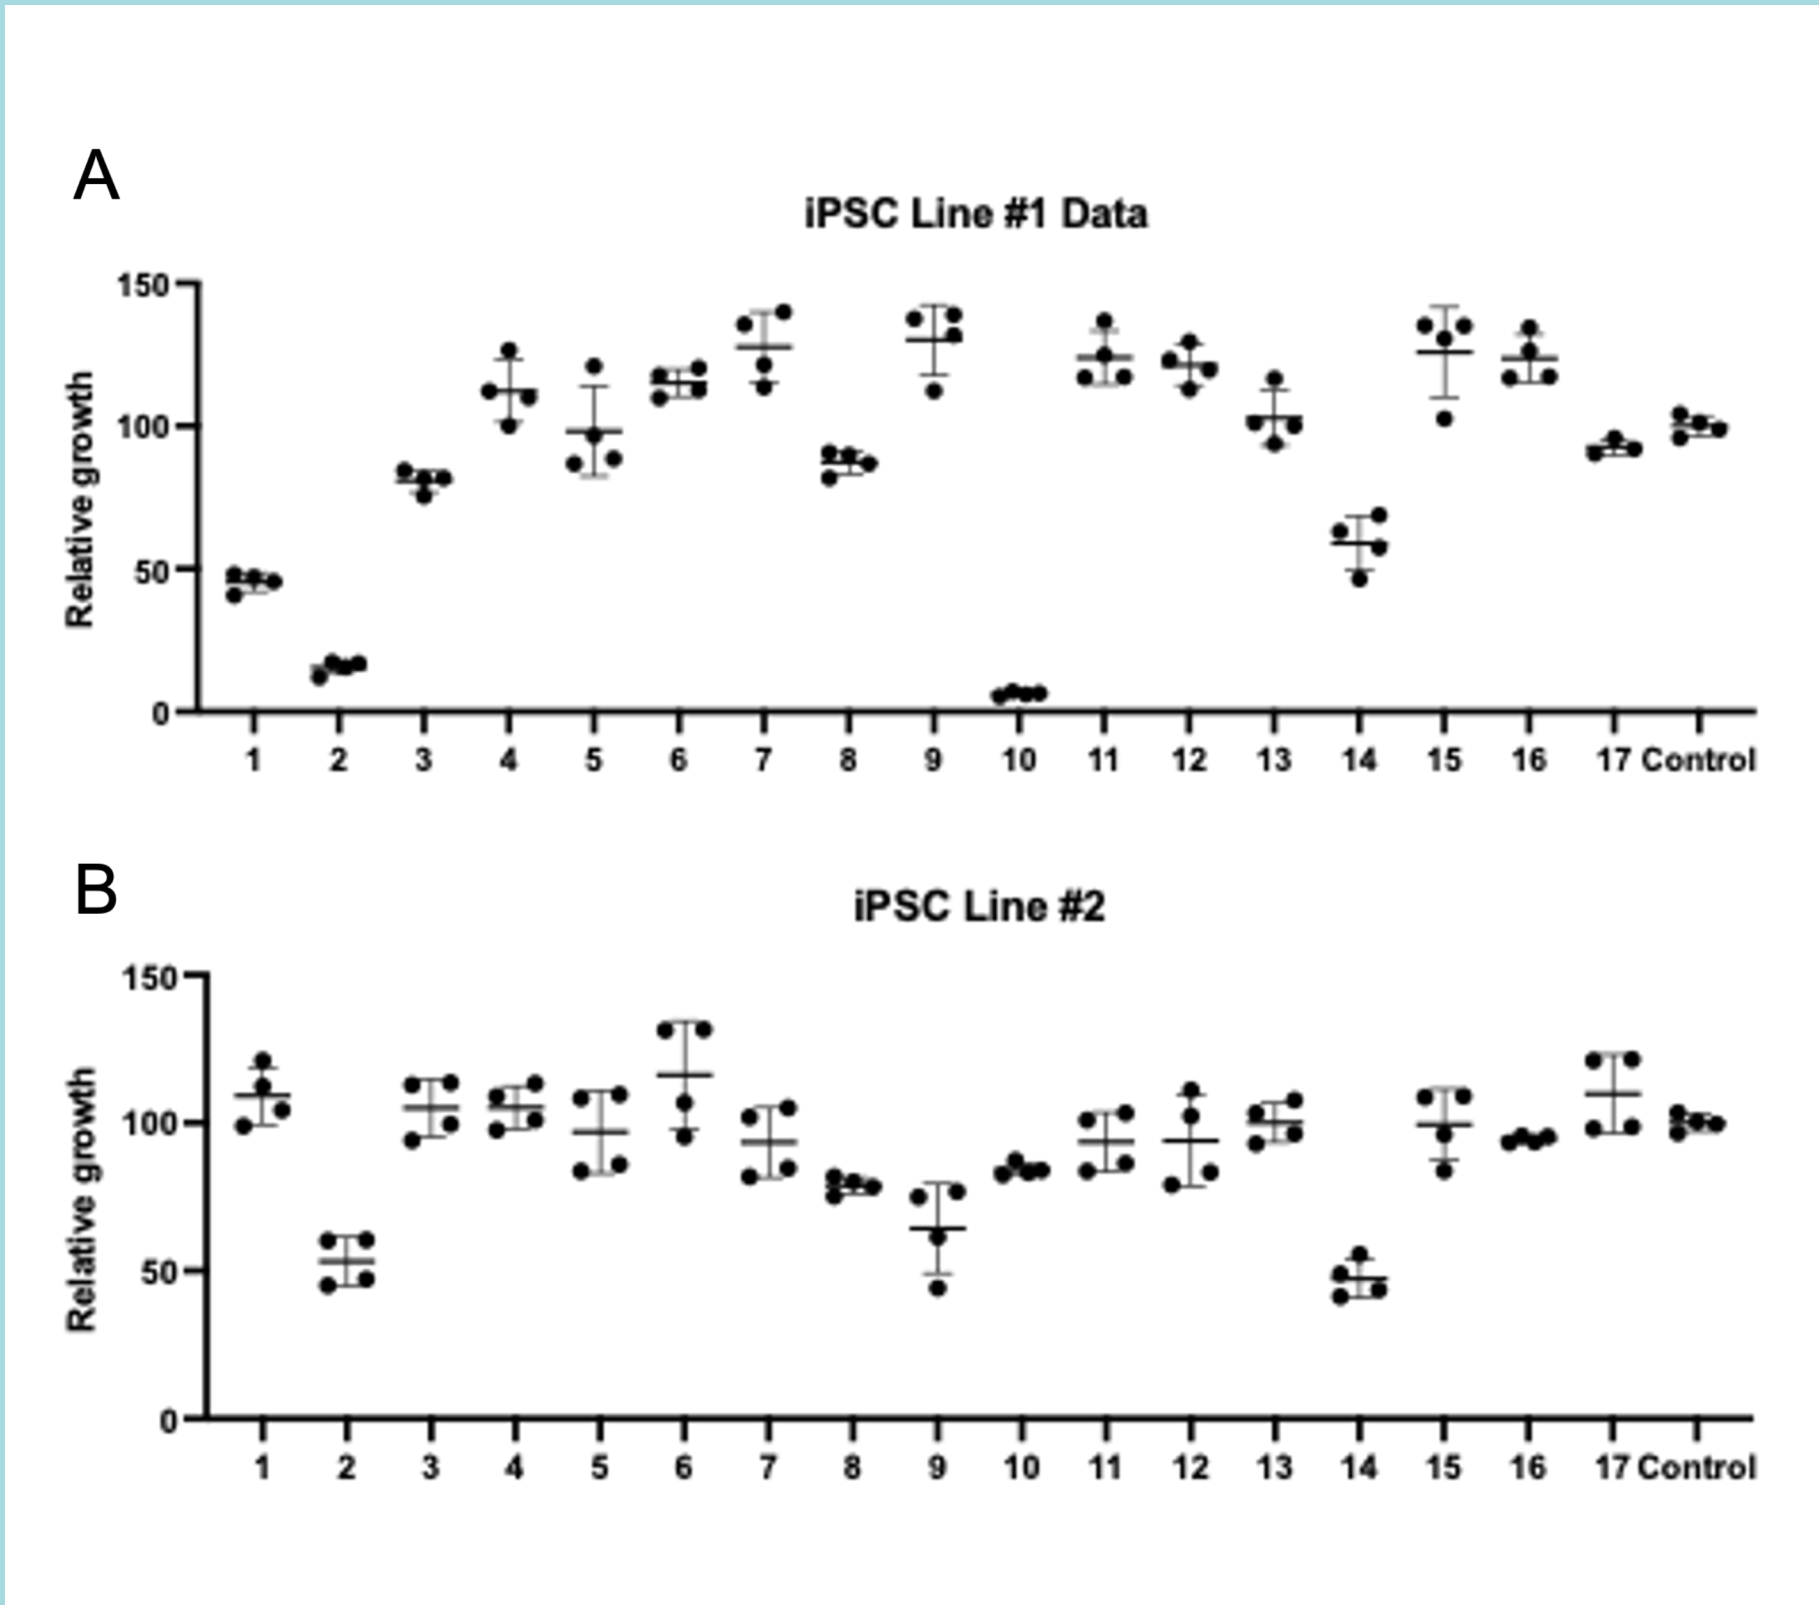 A
iPSC Line #1 Data
Relative growth
150
100
50
0
1 2 3 4 5 6 7 8 9 10 11 12 13 14 15 16 17 Control
B
iPSC Line #2
Relative growth
150
100
50
0
1 2 3 4 5 6 7 8 9 10 11 12 13 14 15 16 17 Control